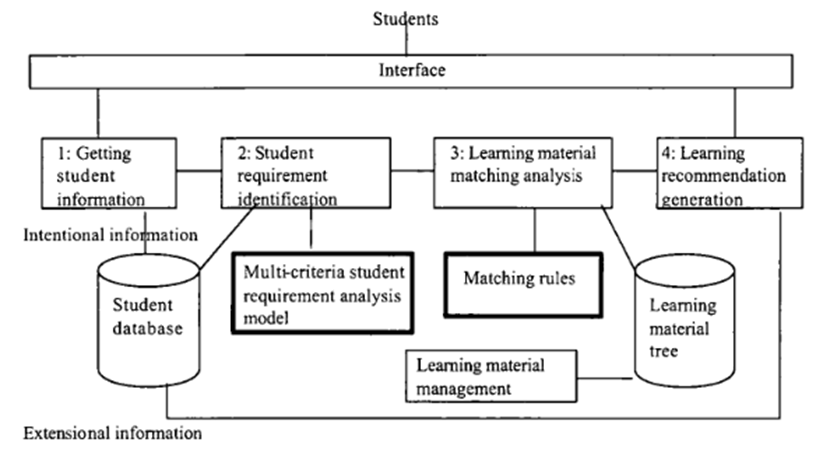 Students
Interface
1: Getting
student
information
2: Student
requirement
identification
3: Learning material
matching analysis
4: Learning
recommendation
generation
Intentional information
Student
database
Multi-criteria student
requirement analysis
model
Matching rules
Learning
material
tree
Learning material
management
Extensional information